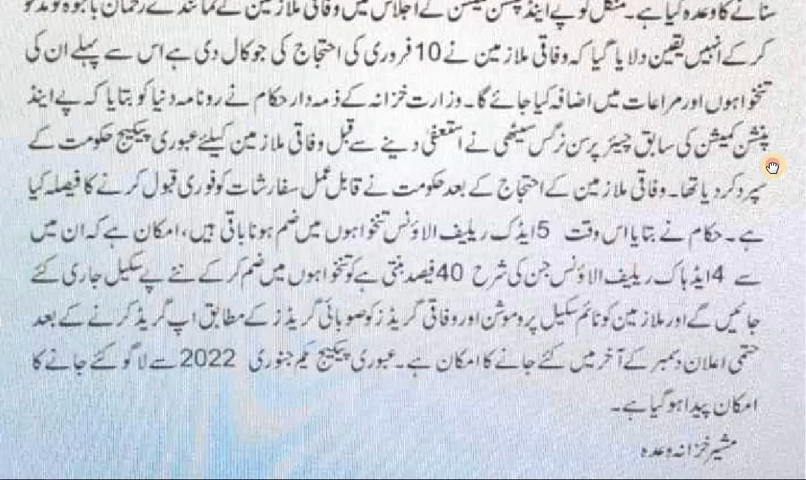 سنانے کا وعدہ کیا ہے۔ منگل کو پے اینڈ پنشن کمیشن کے اجلاس میں وفاقی ملازمین کے نمائندے رحمان باجوہ کو مدعو
کر کے انہیں یقین دلایا گیا کہ وفاقی ملازمین نے 10 فروری کی احتجاج کی جو کال دی ہے اس سے پہلے ان کی
تنخواہوں اور مراعات میں اضافہ کیا جائے گا۔ وزارت خزانہ کے ذمہ دار حکام نے روزنامہ دنیا کو بتایا کہ پے اینڈ
پنشن کمیشن کی سابق چیئر پرسن نرگس سیٹھی نے استعفیٰ دینے سے قبل وفاقی ملازمین کیلئے عبوری پیکیج حکومت کے
سپرد کر دیا تھا۔ وفاقی ملازمین کے احتجاج کے بعد حکومت نے قابل عمل سفارشات کو فوری قبول کرنے کا فیصلہ کیا
ہے۔ حکام نے بتایا اس وقت 5 ایڈہاک ریلیف الاؤنس تنخواہوں میں ضم ہونا باقی ہیں، امکان ہے کہ ان میں
سے 4 ایڈہاک ریلیف الاؤنس جن کی شرح 40 فیصد بنتی ہے کو تنخواہوں میں ضم کر کے نئے پے سکیل جاری کئے
جائیں گے اور ملازمین کو ٹائم سکیل پروموشن اور وفاقی گریڈز کو صوبائی گریڈز کے مطابق اپ گریڈ کرنے کے بعد
حتمی اعلان دسمبر کے آخر میں کئے جانے کا امکان ہے۔ عبوری پیکیج یکم جنوری 2022 سے لاگو کئے جانے کا
امکان پیدا ہو گیا ہے۔
مشیر خزانہ وعدہ